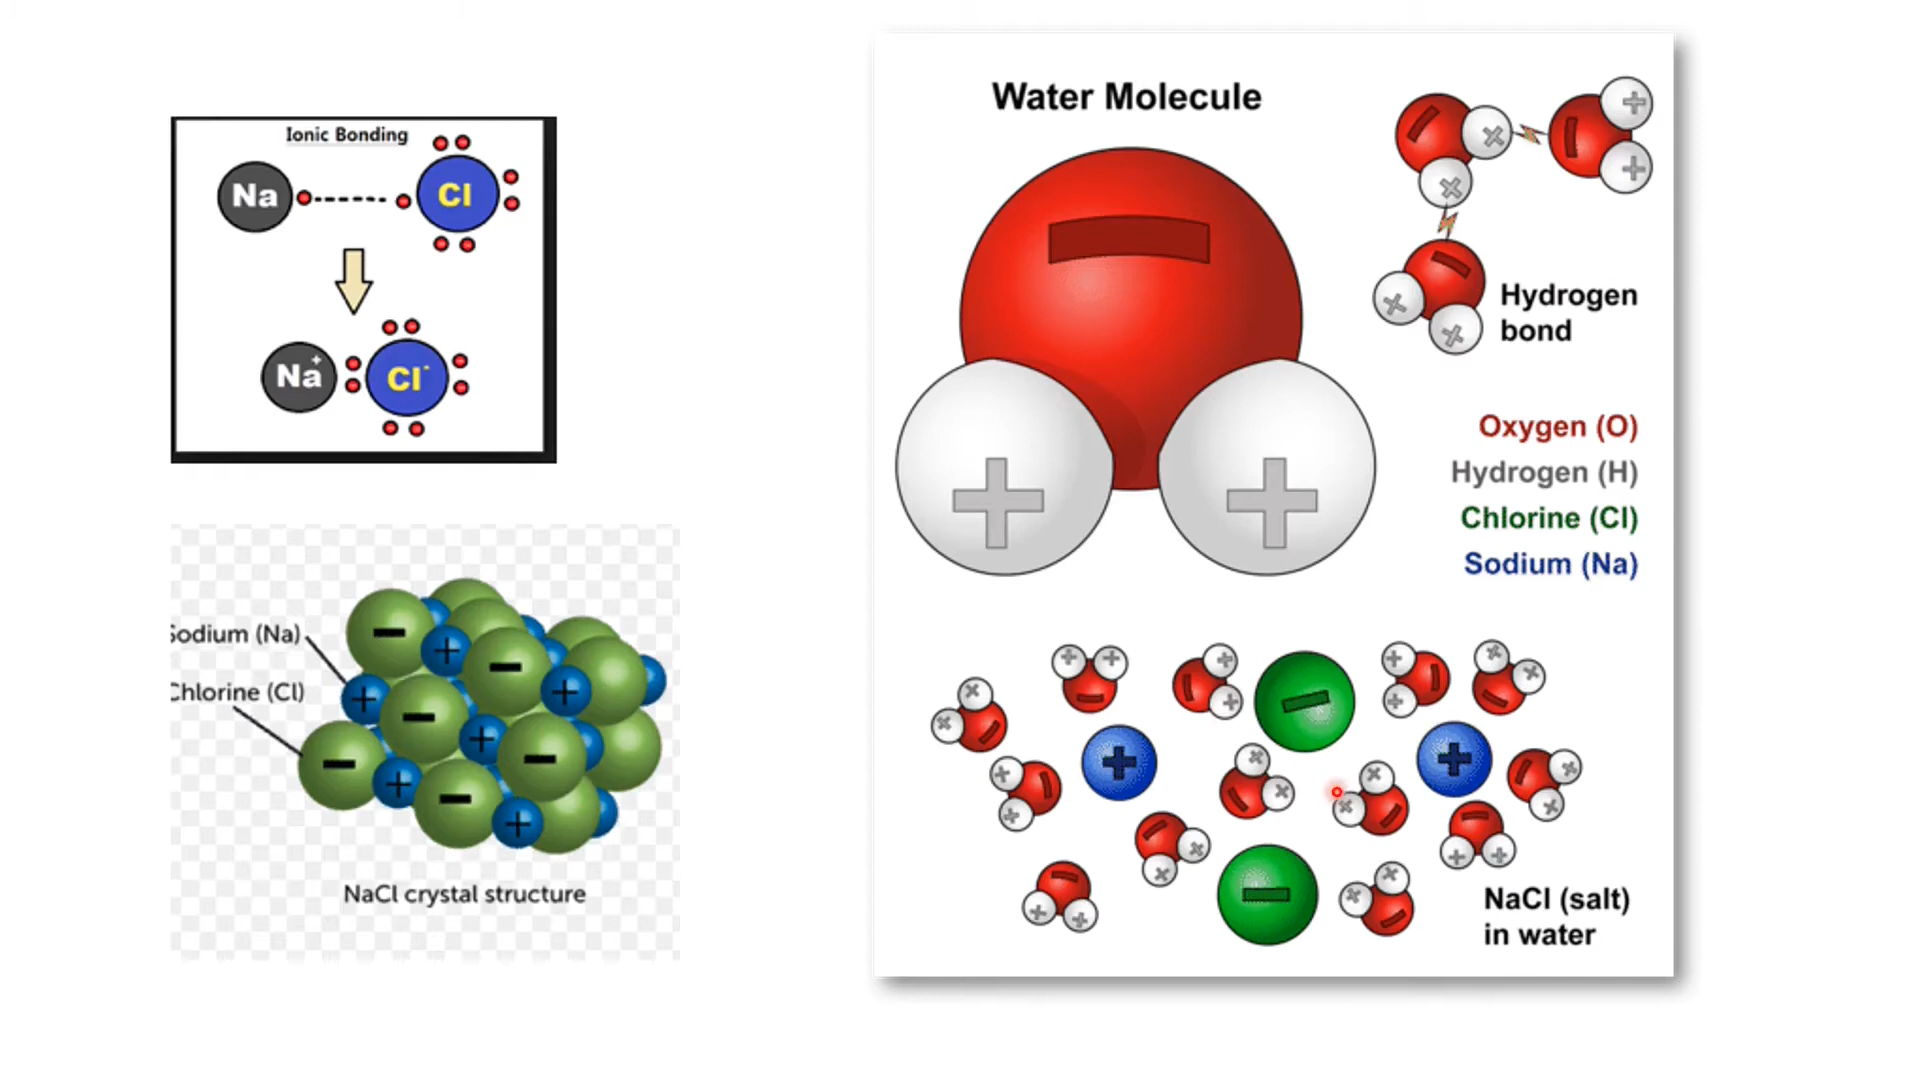 Ionic Bonding
Na
Cl
Na+
Cl-
Sodium (Na)
Chlorine (Cl)
NaCl crystal structure
Water Molecule
Hydrogen
bond
Oxygen (O)
Hydrogen (H)
Chlorine (Cl)
Sodium (Na)
NaCl (salt)
in water